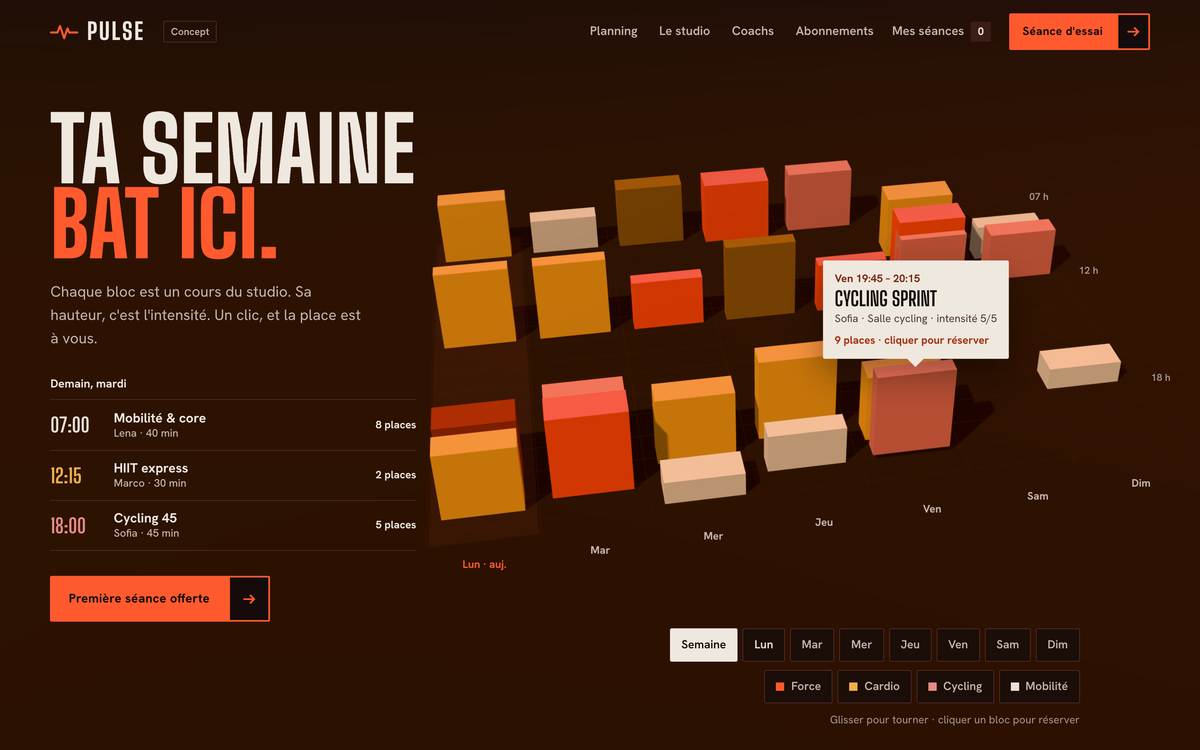 PULSE
Concept
Planning
Le studio
Coachs
Abonnements
Mes séances 0
Séance d'essai →
TA SEMAINE
BAT ICI.
Chaque bloc est un cours du studio. Sa
hauteur, c'est l'intensité. Un clic, et la place est
à vous.
Demain, mardi
07:00
Mobilité & core
Lena · 40 min
8 places
12:15
HIIT express
Marco · 30 min
2 places
18:00
Cycling 45
Sofia · 45 min
5 places
Première séance offerte →
07 h
12 h
18 h
Ven 19:45 – 20:15
CYCLING SPRINT
Sofia · Salle cycling · intensité 5/5
9 places · cliquer pour réserver
Lun · auj.
Mar
Mer
Jeu
Ven
Sam
Dim
Semaine
Lun
Mar
Mer
Jeu
Ven
Sam
Dim
Force
Cardio
Cycling
Mobilité
Glisser pour tourner · cliquer un bloc pour réserver